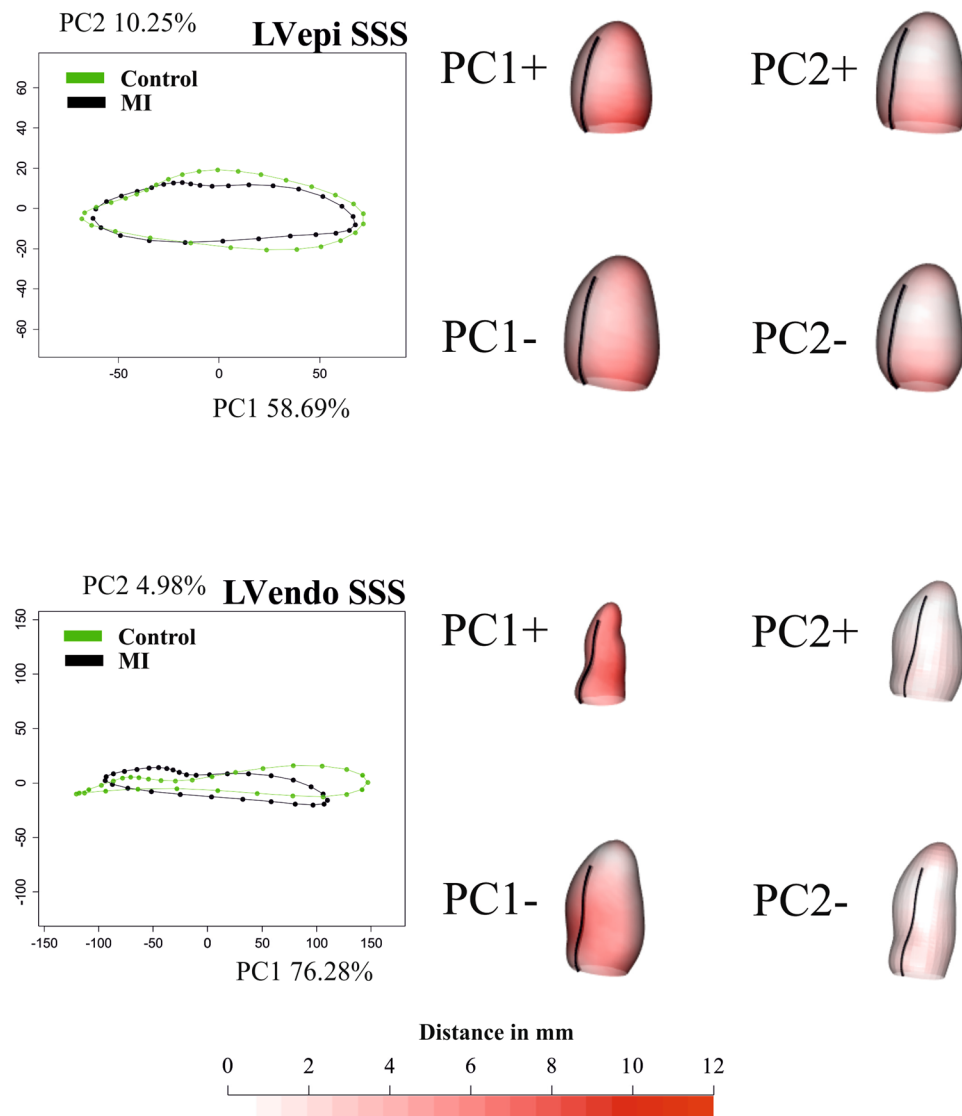 PC2 10.25%
LVepi SSS
Control
MI
60
40
20
0
-20
-40
-60
-50
0
50
PC1 58.69%
PC1+
PC2+
PC1-
PC2-
PC2 4.98%
LVendo SSS
Control
MI
150
100
50
0
-50
-100
-150
-100
-50
0
50
100
150
PC1 76.28%
PC1+
PC2+
PC1-
PC2-
Distance in mm
0 2 4 6 8 10 12